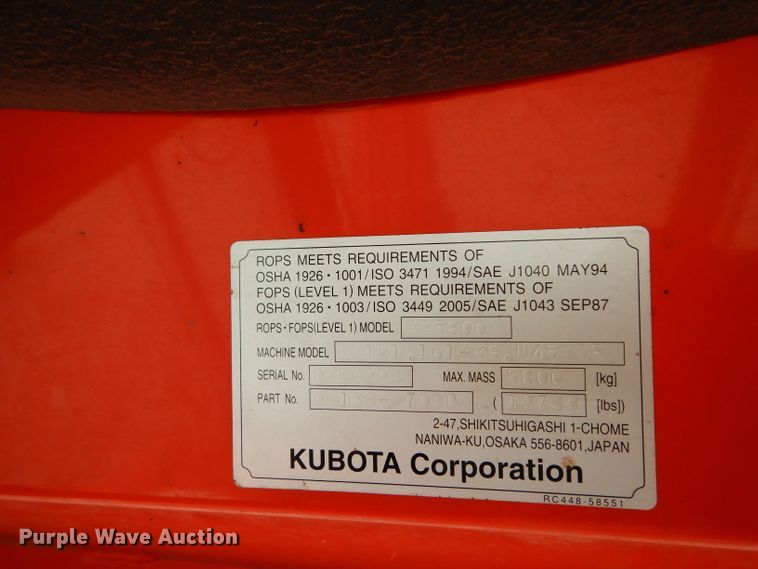 ROPS MEETS REQUIREMENTS OF
OSHA 1926・1001/ISO 3471 1994/SAE J1040 MAY94
FOPS (LEVEL 1) MEETS REQUIREMENTS OF
OSHA 1926・1003/ISO 3449 2005/SAE J1043 SEP87
ROPS・FOPS(LEVEL 1) MODEL
MACHINE MODEL
SERIAL No. MAX. MASS 5800 [kg]
PART No. ( [lbs])
2-47,SHIKITSUHIGASHI 1-CHOME
NANIWA-KU,OSAKA 556-8601,JAPAN
KUBOTA Corporation
RC448-58551
Purple Wave Auction